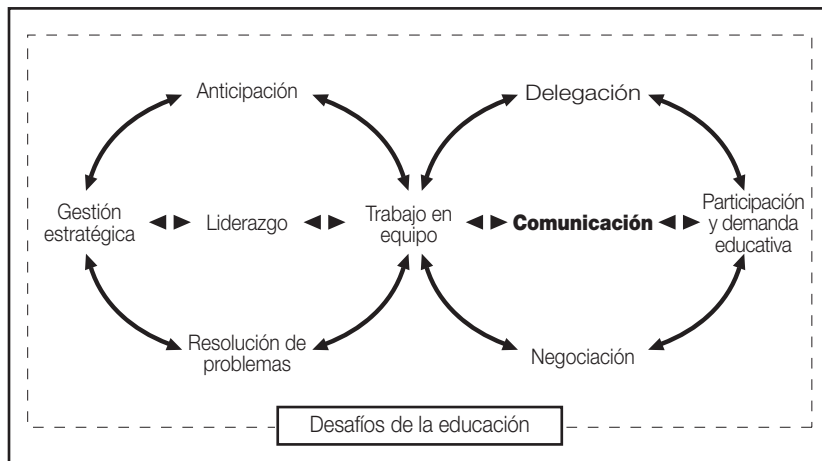 Anticipación
Delegación
Gestión
estratégica
Liderazgo
Trabajo en
equipo
Comunicación
Participación
y demanda
educativa
Resolución de
problemas
Negociación
Desafíos de la educación